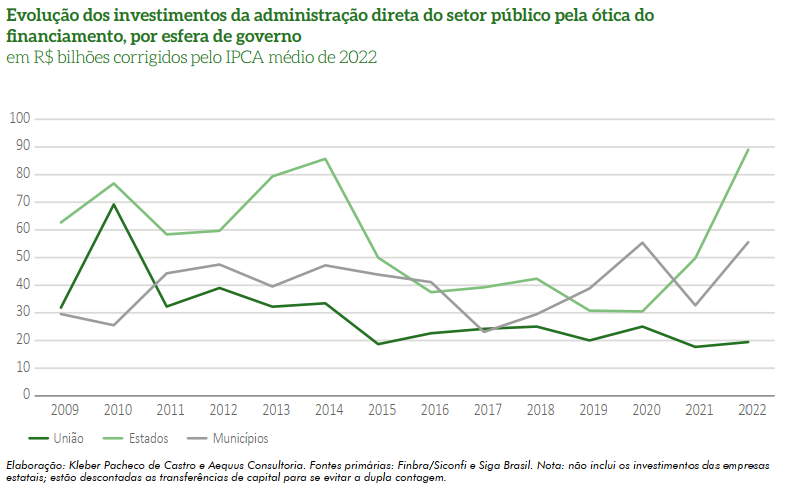 Evolução dos investimentos da administração direta do setor público pela ótica do
financiamento, por esfera de governo
em R$ bilhões corrigidos pelo IPCA médio de 2022
100
90
80
70
60
50
40
30
20
10
0
2009 2010 2011 2012 2013 2014 2015 2016 2017 2018 2019 2020 2021 2022
União Estados Municípios
Elaboração: Kleber Pacheco de Castro e Aequus Consultoria. Fontes primárias: Finbra/Siconfi e Siga Brasil. Nota: não inclui os investimentos das empresas
estatais; estão descontadas as transferências de capital para se evitar a dupla contagem.